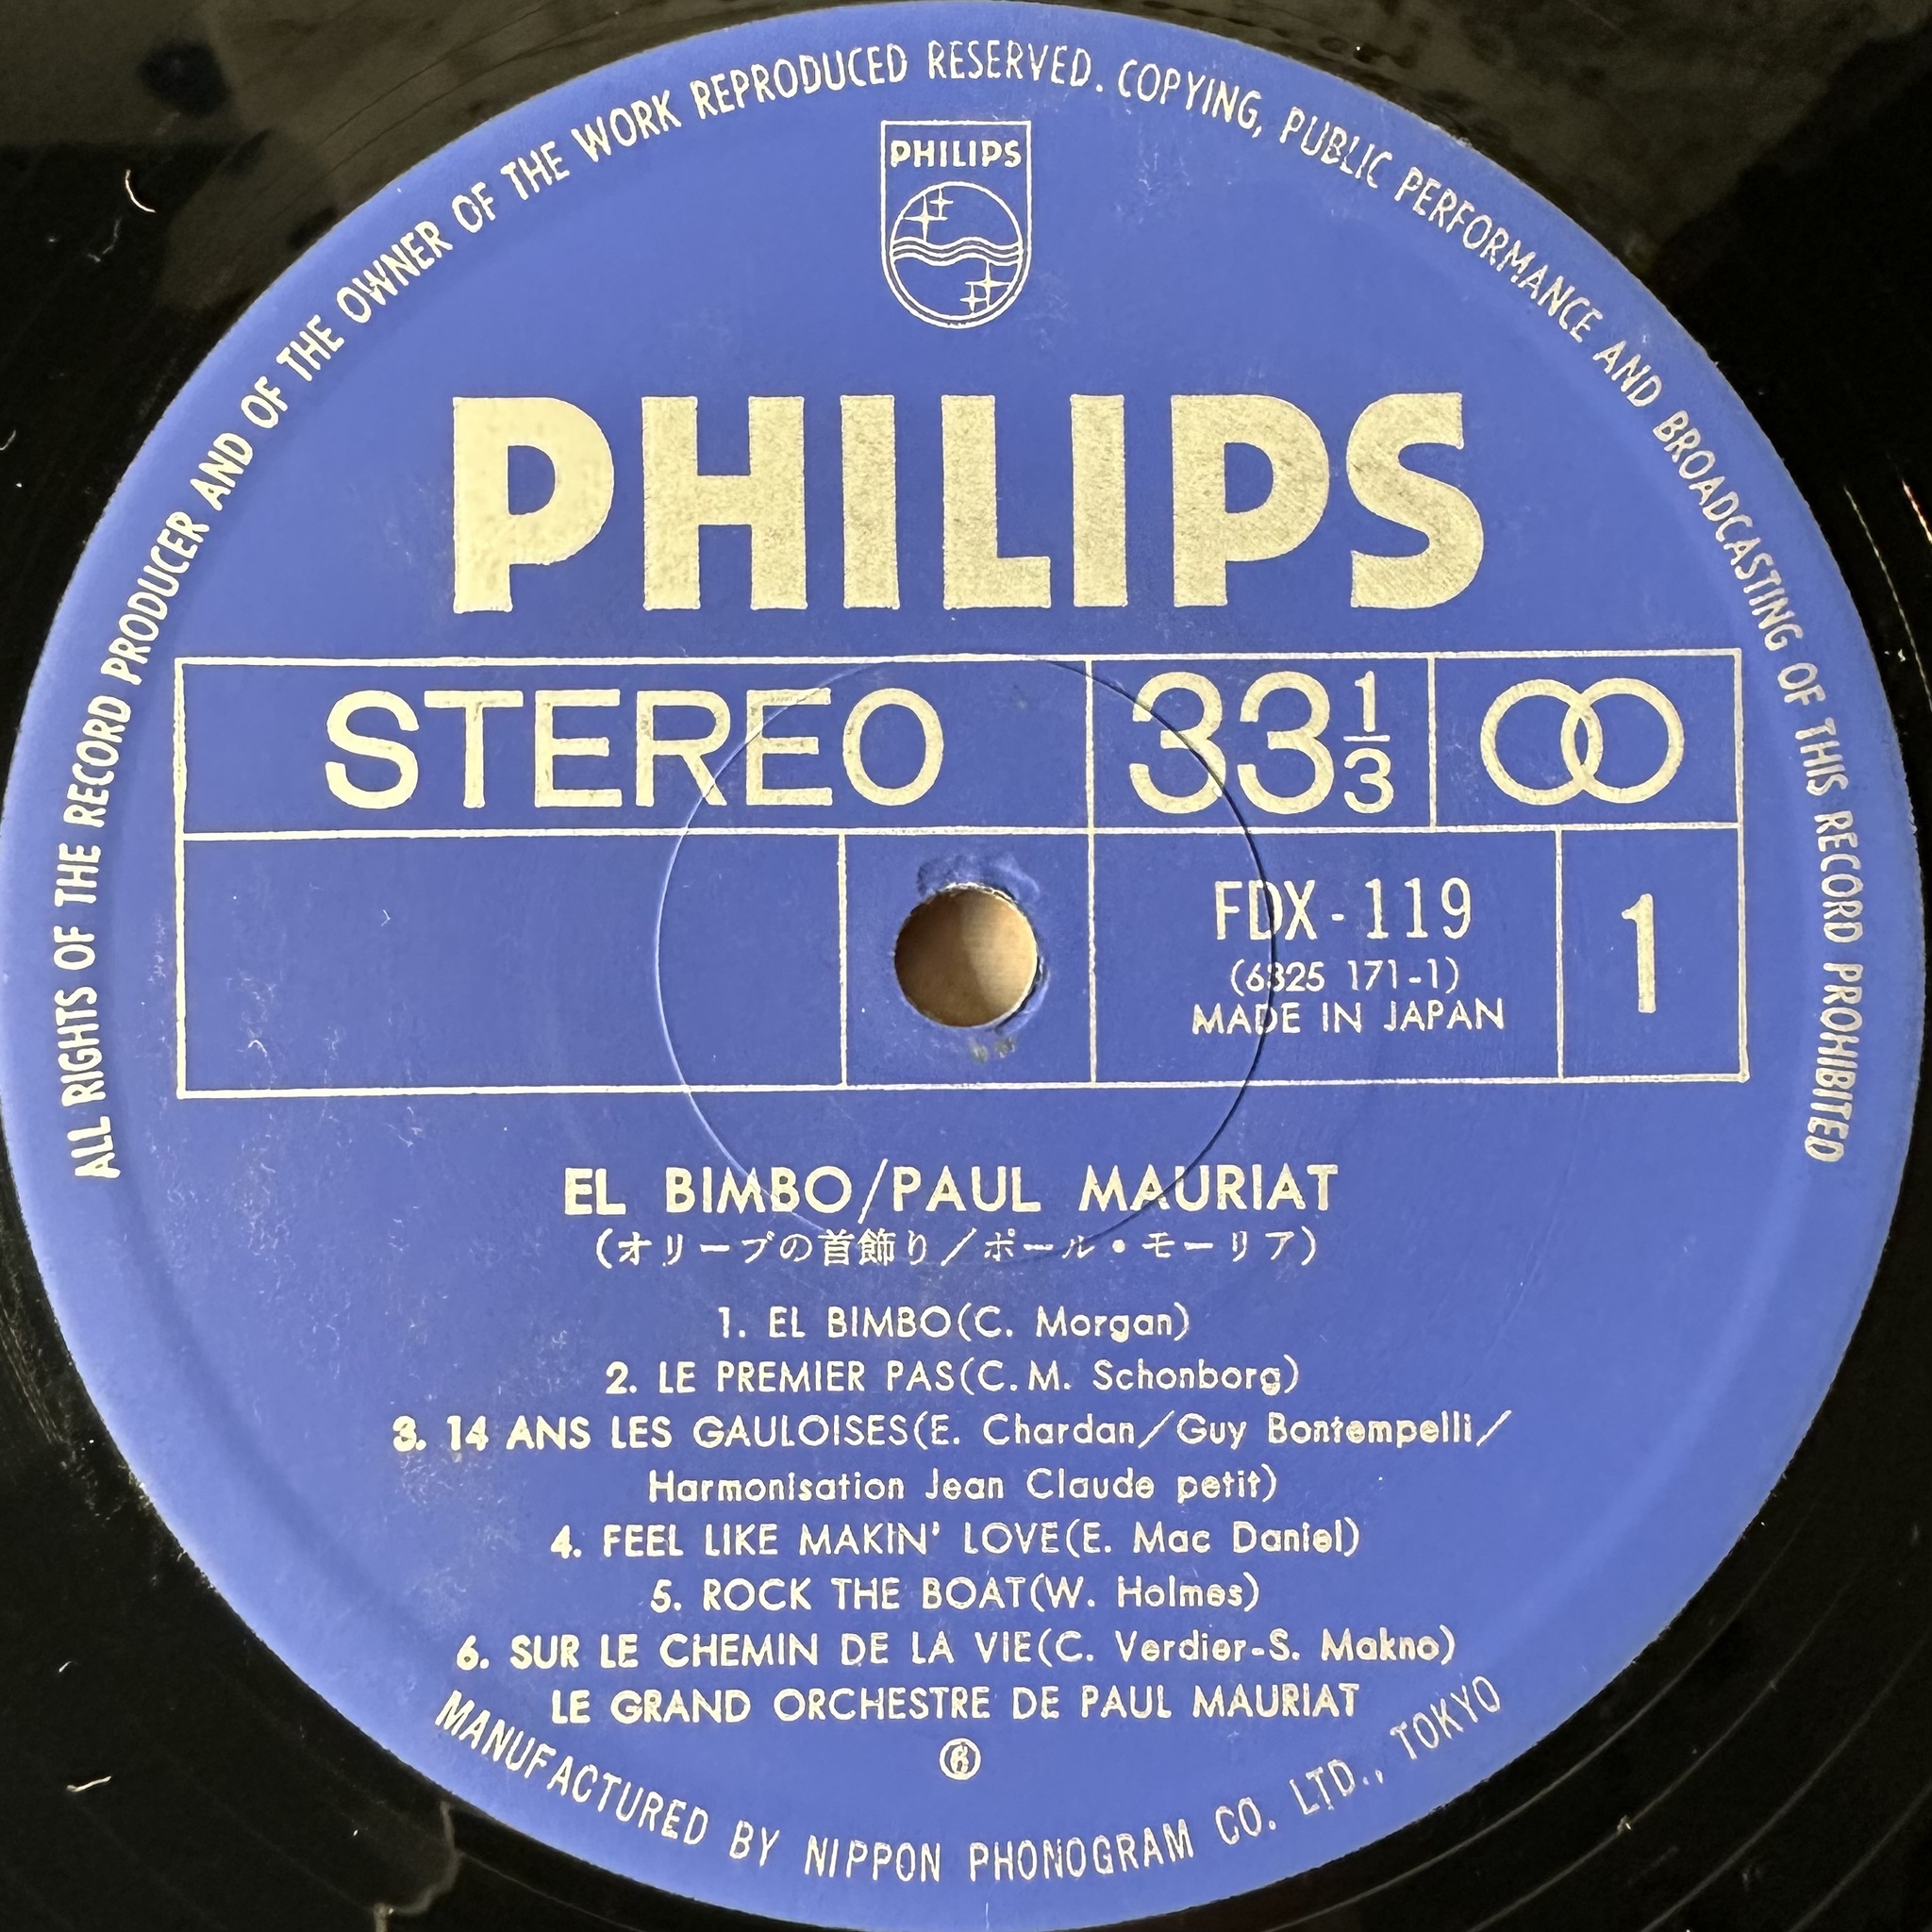 ALL RIGHTS OF THE RECORD PRODUCER AND OF THE OWNER OF THE WORK REPRODUCED RESERVED. COPYING, PUBLIC PERFORMANCE AND BROADCASTING OF THIS RECORD PROHIBITED
PHILIPS
PHILIPS
STEREO 33 1/3
FDX-119 1
(6325 171-1)
MADE IN JAPAN
EL BIMBO/PAUL MAURIAT
(オリーブの首飾り/ポール・モーリア)
1. EL BIMBO(C. Morgan)
2. LE PREMIER PAS(C. M. Schonborg)
3. 14 ANS LES GAULOISES(E. Chardan/Guy Bontempelli/
Harmonisation Jean Claude petit)
4. FEEL LIKE MAKIN' LOVE(E. Mac Daniel)
5. ROCK THE BOAT(W. Holmes)
6. SUR LE CHEMIN DE LA VIE(C. Verdier-S. Makno)
LE GRAND ORCHESTRE DE PAUL MAURIAT
MANUFACTURED BY NIPPON PHONOGRAM CO. LTD., TOKYO